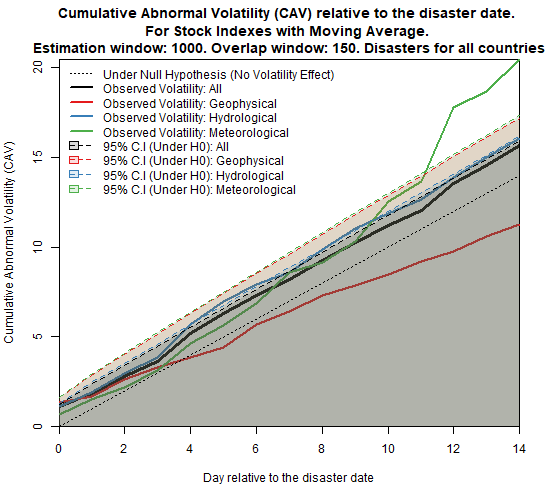 Cumulative Abnormal Volatility (CAV) relative to the disaster date.
For Stock Indexes with Moving Average.
Estimation window: 1000. Overlap window: 150. Disasters for all countries
Under Null Hypothesis (No Volatility Effect)
Observed Volatility: All
Observed Volatility: Geophysical
Observed Volatility: Hydrological
Observed Volatility: Meteorological
95% C.I (Under H0): All
95% C.I (Under H0): Geophysical
95% C.I (Under H0): Hydrological
95% C.I (Under H0): Meteorological
Cumulative Abnormal Volatility (CAV)
20
15
10
5
0
0 2 4 6 8 10 12 14
Day relative to the disaster date